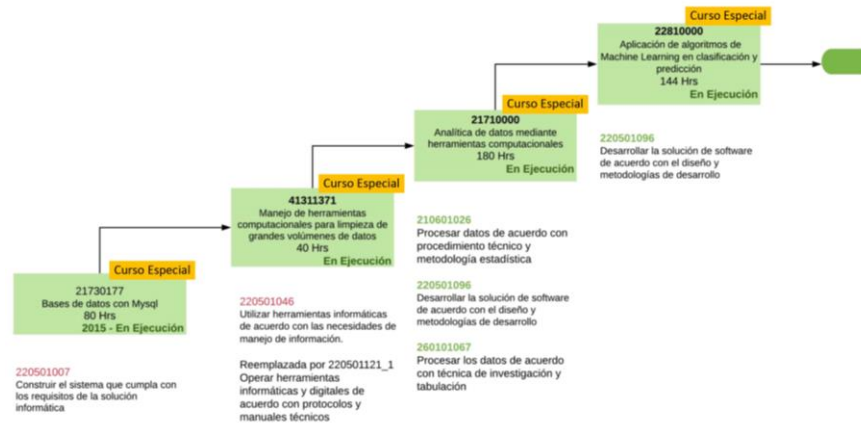 Curso Especial
22810000
Aplicación de algoritmos de
Machine Learning en clasificación y
predicción
144 Hrs
En Ejecución
220501096
Desarrollar la solución de software
de acuerdo con el diseño y
metodologías de desarrollo
Curso Especial
21710000
Analítica de datos mediante
herramientas computacionales
180 Hrs
En Ejecución
210601026
Procesar datos de acuerdo con
procedimiento técnico y
metodología estadística
220501096
Desarrollar la solución de software
de acuerdo con el diseño y
metodologías de desarrollo
260101067
Procesar los datos de acuerdo
con técnica de investigación y
tabulación
Curso Especial
41311371
Manejo de herramientas
computacionales para limpieza de
grandes volúmenes de datos
40 Hrs
En Ejecución
220501046
Utilizar herramientas informáticas
de acuerdo con las necesidades de
manejo de información.
Reemplazada por 220501121_1
Operar herramientas
informáticas y digitales de
acuerdo con protocolos y
manuales técnicos
Curso Especial
21730177
Bases de datos con Mysql
80 Hrs
2015 - En Ejecución
220501007
Construir el sistema que cumpla con
los requisitos de la solución
informática